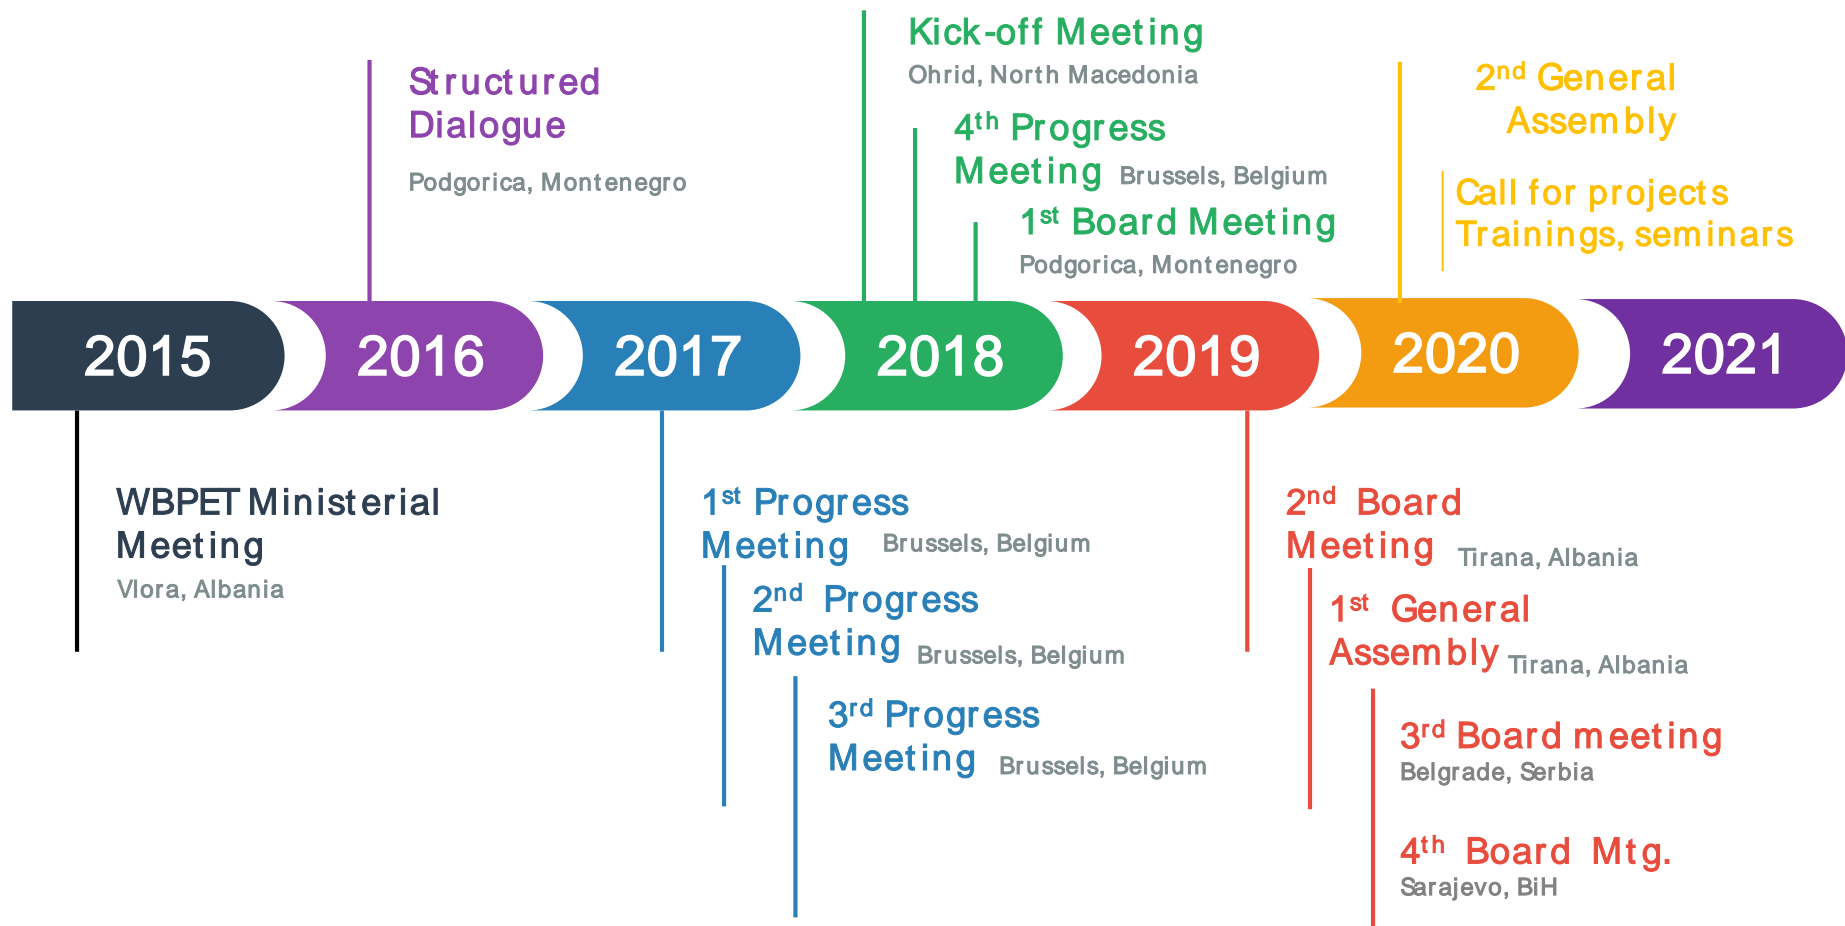 Kick-off Meeting
Ohrid, North Macedonia
Structured
Dialogue
Podgorica, Montenegro
4th Progress
Meeting Brussels, Belgium
1st Board Meeting
Podgorica, Montenegro
2nd General
Assembly
Call for projects
Trainings, seminars
2015 2016 2017 2018 2019 2020 2021
WBPET Ministerial
Meeting
Vlora, Albania
1st Progress
Meeting Brussels, Belgium
2nd Progress
Meeting Brussels, Belgium
3rd Progress
Meeting Brussels, Belgium
2nd Board
Meeting Tirana, Albania
1st General
Assembly Tirana, Albania
3rd Board meeting
Belgrade, Serbia
4th Board Mtg.
Sarajevo, BiH